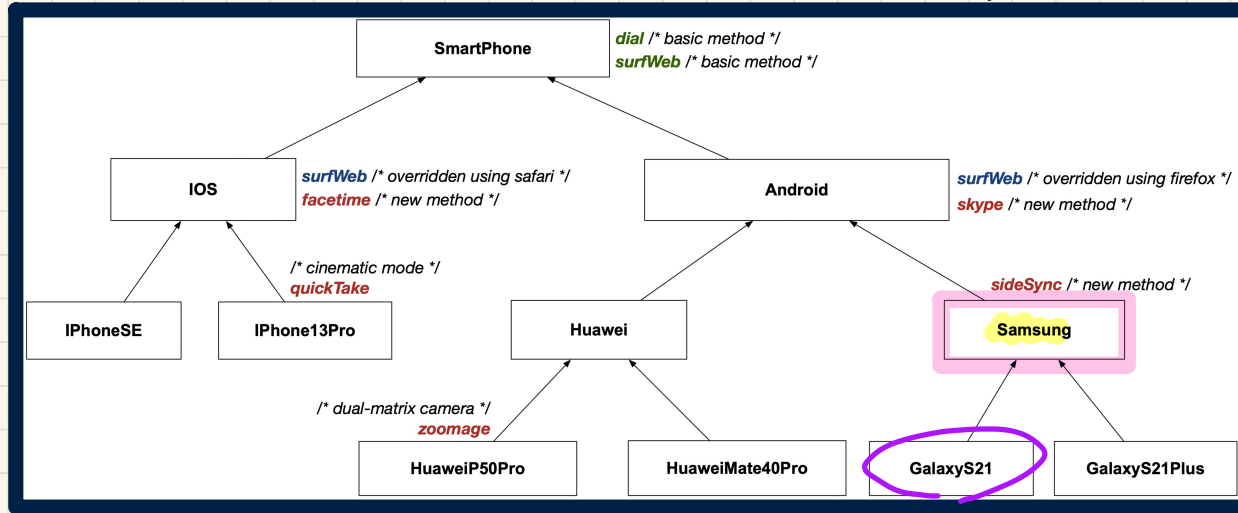 SmartPhone
dial /* basic method */
surfWeb /* basic method */
IOS
surfWeb /* overridden using safari */
facetime /* new method */
Android
surfWeb /* overridden using firefox */
skype /* new method */
/* cinematic mode */
quickTake
sideSync /* new method */
IPhoneSE
IPhone13Pro
Huawei
Samsung
/* dual-matrix camera */
zoomage
HuaweiP50Pro
HuaweiMate40Pro
GalaxyS21
GalaxyS21Plus